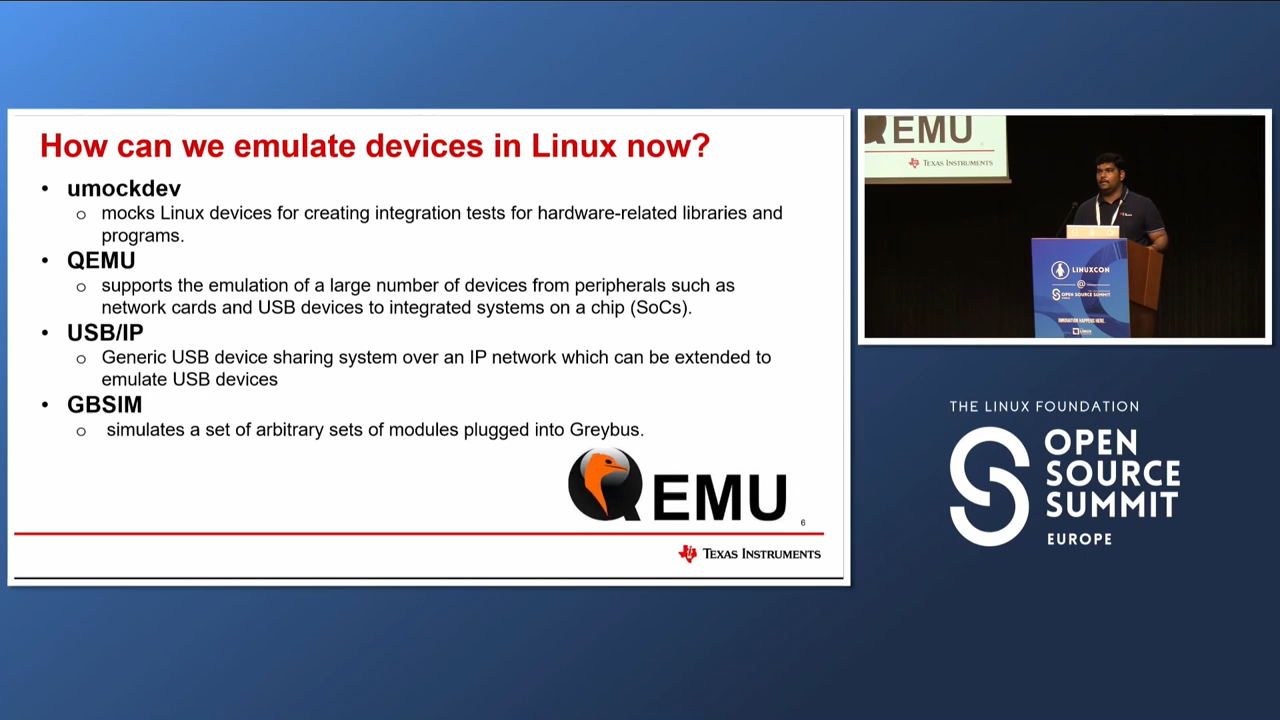 How can we emulate devices in Linux now?
• umockdev
o mocks Linux devices for creating integration tests for hardware-related libraries and
programs.
• QEMU
o supports the emulation of a large number of devices from peripherals such as
network cards and USB devices to integrated systems on a chip (SoCs).
• USB/IP
o Generic USB device sharing system over an IP network which can be extended to
emulate USB devices
• GBSIM
o simulates a set of arbitrary sets of modules plugged into Greybus.
QEMU
6
TEXAS INSTRUMENTS
QEMU
TEXAS INSTRUMENTS
LINUXCON
@
OPEN SOURCE SUMMIT
INNOVATION HAPPENS HERE.
THE LINUX FOUNDATION
OPEN
SOURCE
SUMMIT
EUROPE